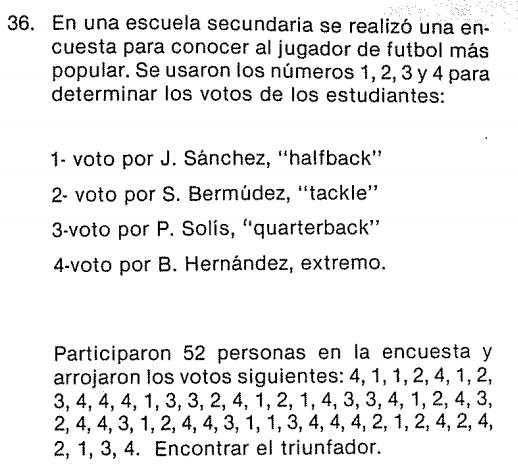 36. En una escuela secundaria se realizó una en-
cuesta para conocer al jugador de futbol más
popular. Se usaron los números 1, 2, 3 y 4 para
determinar los votos de los estudiantes:
1- voto por J. Sánchez, “halfback”
2- voto por S. Bermúdez, “tackle”
3-voto por P. Solís, “quarterback”
4-voto por B. Hernández, extremo.
Participaron 52 personas en la encuesta y
arrojaron los votos siguientes: 4, 1, 1, 2, 4, 1, 2,
3, 4, 4, 4, 1, 3, 3, 2, 4, 1, 2, 1, 4, 3, 3, 4, 1, 2, 4, 3,
2, 4, 4, 3, 1, 2, 4, 4, 3, 1, 1, 3, 4, 4, 4, 2, 1, 2, 4, 2, 4,
2, 1, 3, 4. Encontrar el triunfador.